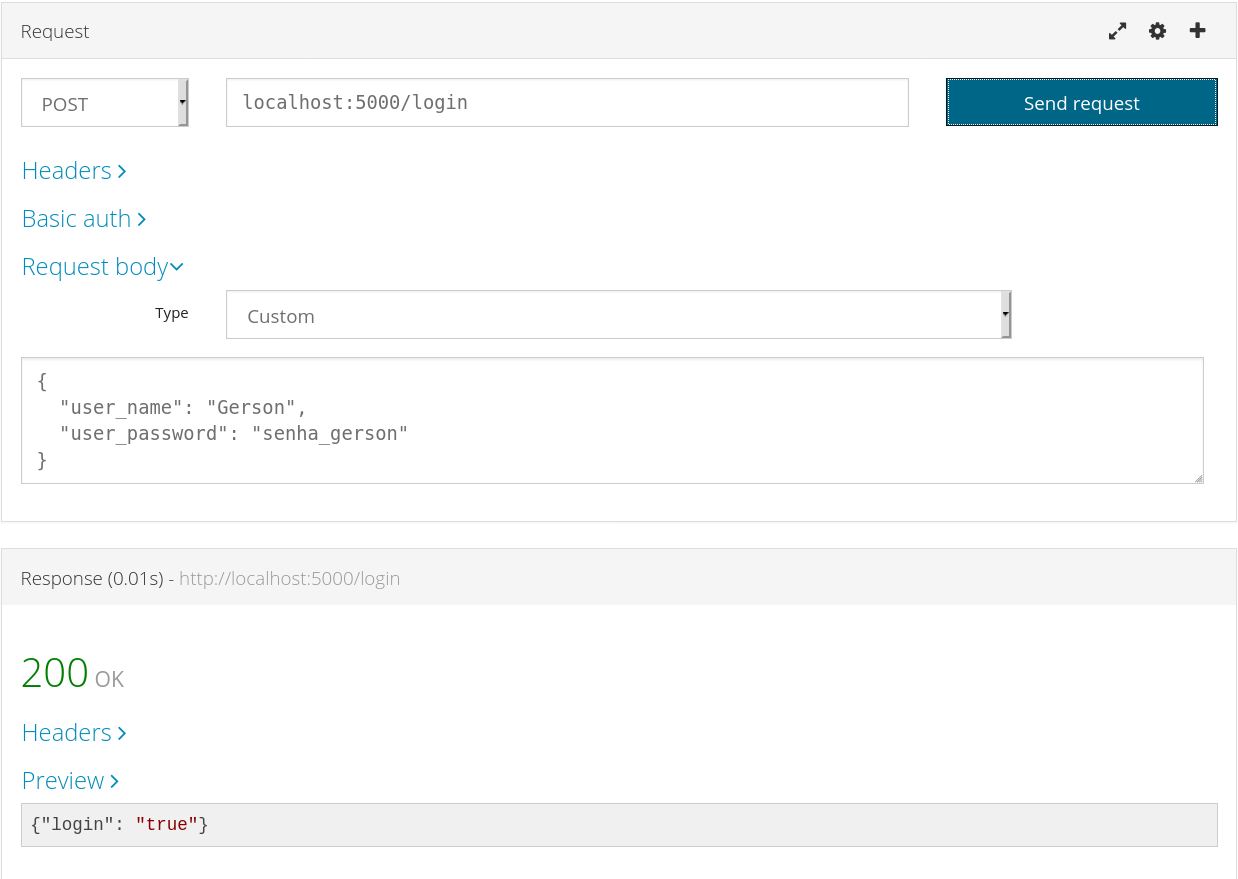 Request
POST
localhost:5000/login
Send request
Headers
Basic auth
Request body
Type
Custom
{
"user_name": "Gerson",
"user_password": "senha_gerson"
}
Response (0.01s) - http://localhost:5000/login
200 OK
Headers
Preview
{"login": "true"}